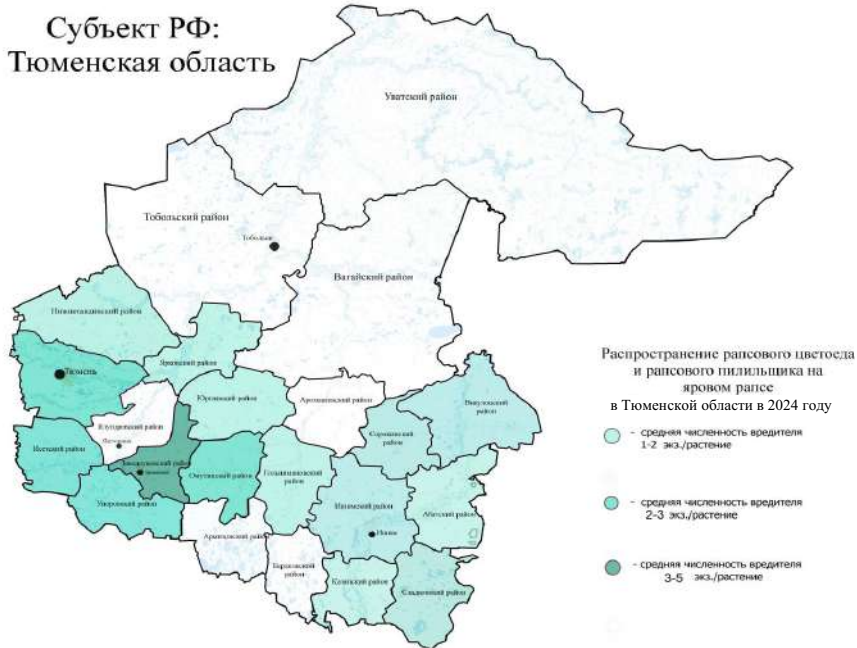 Субъект РФ:
Тюменская область
Уватский район
Тобольский район
Тобольск
Вагайский район
Нижнетавдинский район
Ярковский район
Тюмень
Юргинский район
Аромашевский район
Викуловский
район
Сорокинский
район
Исетский район
Заводоуковский район
Омутинский район
Голышмановский
район
Упоровский район
Ишимский
район
Ишим
Абатский
район
Армизонский
район
Бердюжский
район
Казанский район
Сладковский район
Распространение рапсового цветоеда
и рапсового пилильщика на
яровом рапсе
в Тюменской области в 2024 году
- средняя численность вредителя
1-2 экз./растение
- средняя численность вредителя
2-3 экз./растение
- средняя численность вредителя
3-5 экз./растение